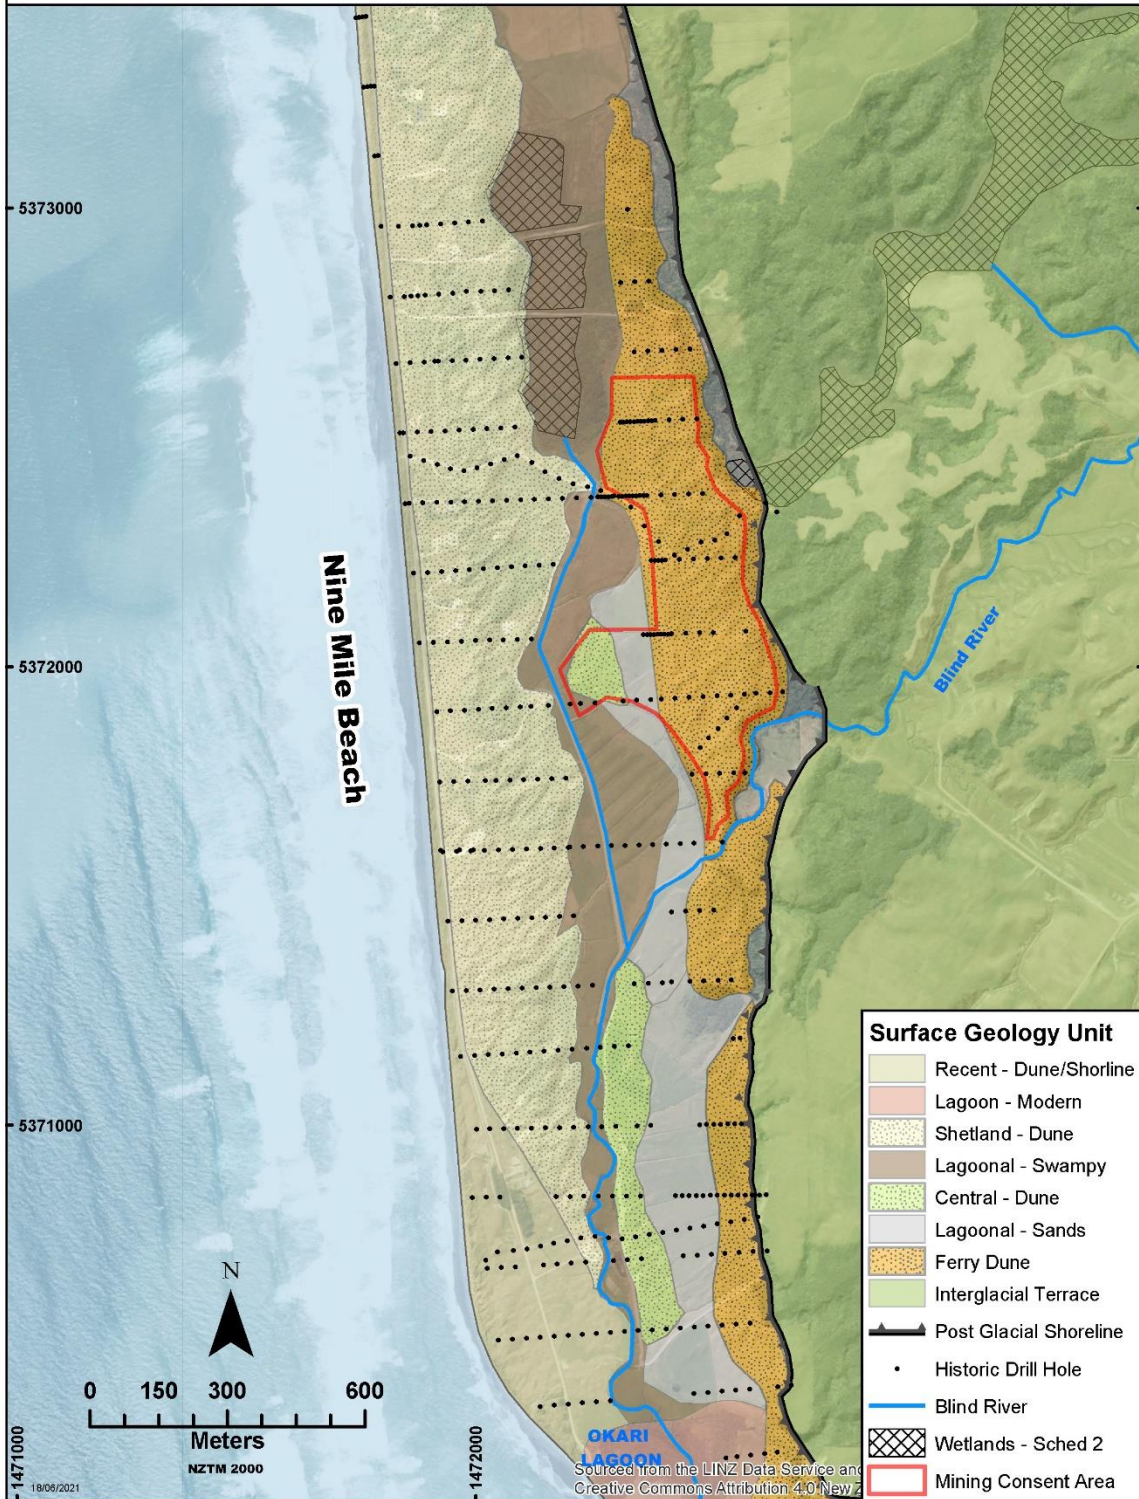 5373000
5372000
5371000
Nine Mile Beach
Blind River
N
0 150 300 600
Meters
NZTM 2000
1471000
1472000
18/06/2021
OKARI
LAGOON
Sourced from the LINZ Data Service and
Creative Commons Attribution 4.0 New Z
Surface Geology Unit
Recent - Dune/Shorline
Lagoon - Modern
Shetland - Dune
Lagoonal - Swampy
Central - Dune
Lagoonal - Sands
Ferry Dune
Interglacial Terrace
Post Glacial Shoreline
Historic Drill Hole
Blind River
Wetlands - Sched 2
Mining Consent Area